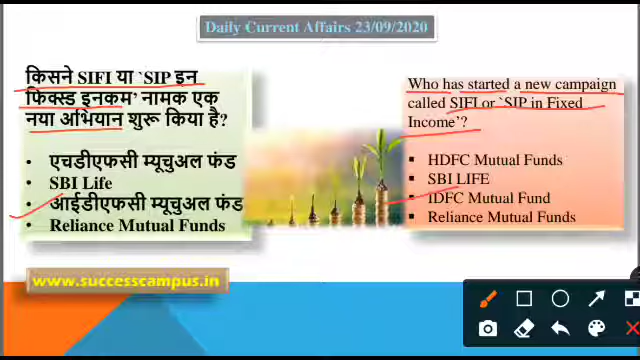 Daily Current Affairs 23/09/2020
किसने SIFI या `SIP इन
फिक्स्ड इनकम’ नामक एक
नया अभियान शुरू किया है?
• एचडीएफसी म्यूचुअल फंड
• SBI Life
• आईडीएफसी म्यूचुअल फंड
• Reliance Mutual Funds
Who has started a new campaign
called SIFI or `SIP in Fixed
Income’?
▪ HDFC Mutual Funds
▪ SBI LIFE
▪ IDFC Mutual Fund
▪ Reliance Mutual Funds
www.successcampus.in